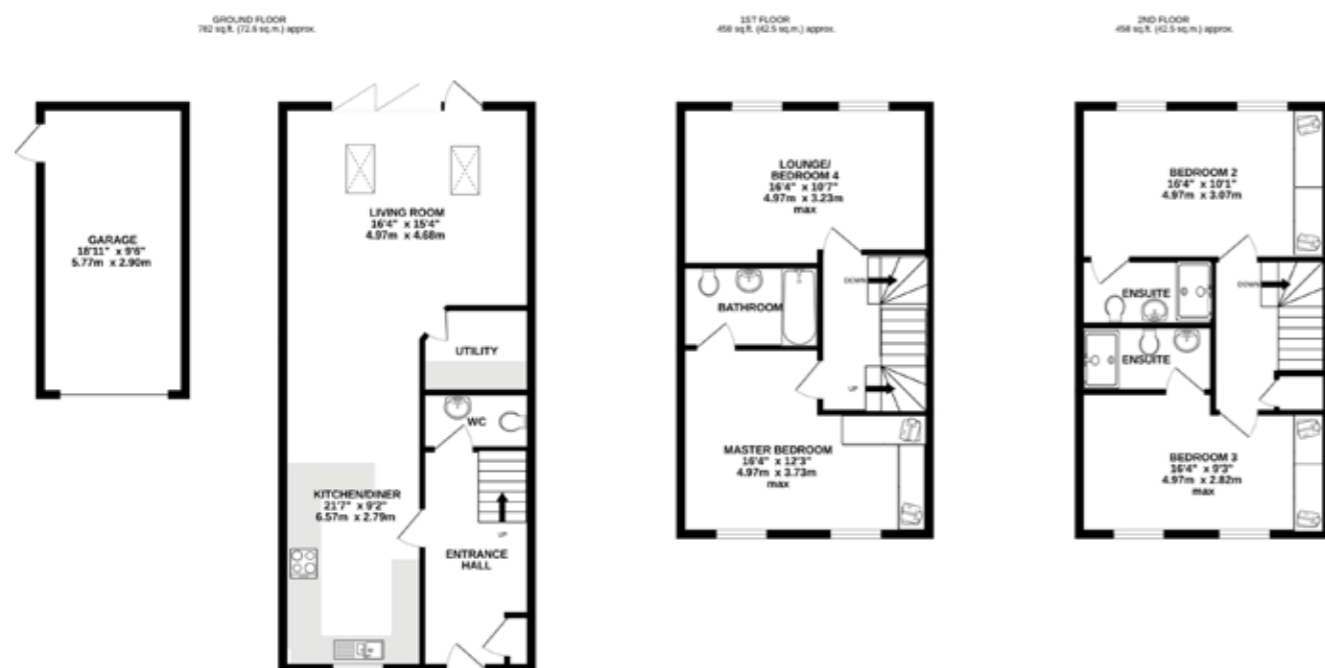 GROUND FLOOR
782 sq.ft. (72.6 sq.m.) approx.
1ST FLOOR
458 sq.ft. (42.5 sq.m.) approx.
2ND FLOOR
458 sq.ft. (42.5 sq.m.) approx.
GARAGE
18'11" x 9'6"
5.77m x 2.90m
LIVING ROOM
16'4" x 15'4"
4.97m x 4.68m
UTILITY
WC
KITCHEN/DINER
21'7" x 9'2"
6.57m x 2.79m
UP
ENTRANCE
HALL
LOUNGE/
BEDROOM 4
16'4" x 10'7"
4.97m x 3.23m
max
DOWN
BATHROOM
UP
MASTER BEDROOM
16'4" x 12'3"
4.97m x 3.73m
max
BEDROOM 2
16'4" x 10'1"
4.97m x 3.07m
DOWN
ENSUITE
ENSUITE
BEDROOM 3
16'4" x 9'3"
4.97m x 2.82m
max